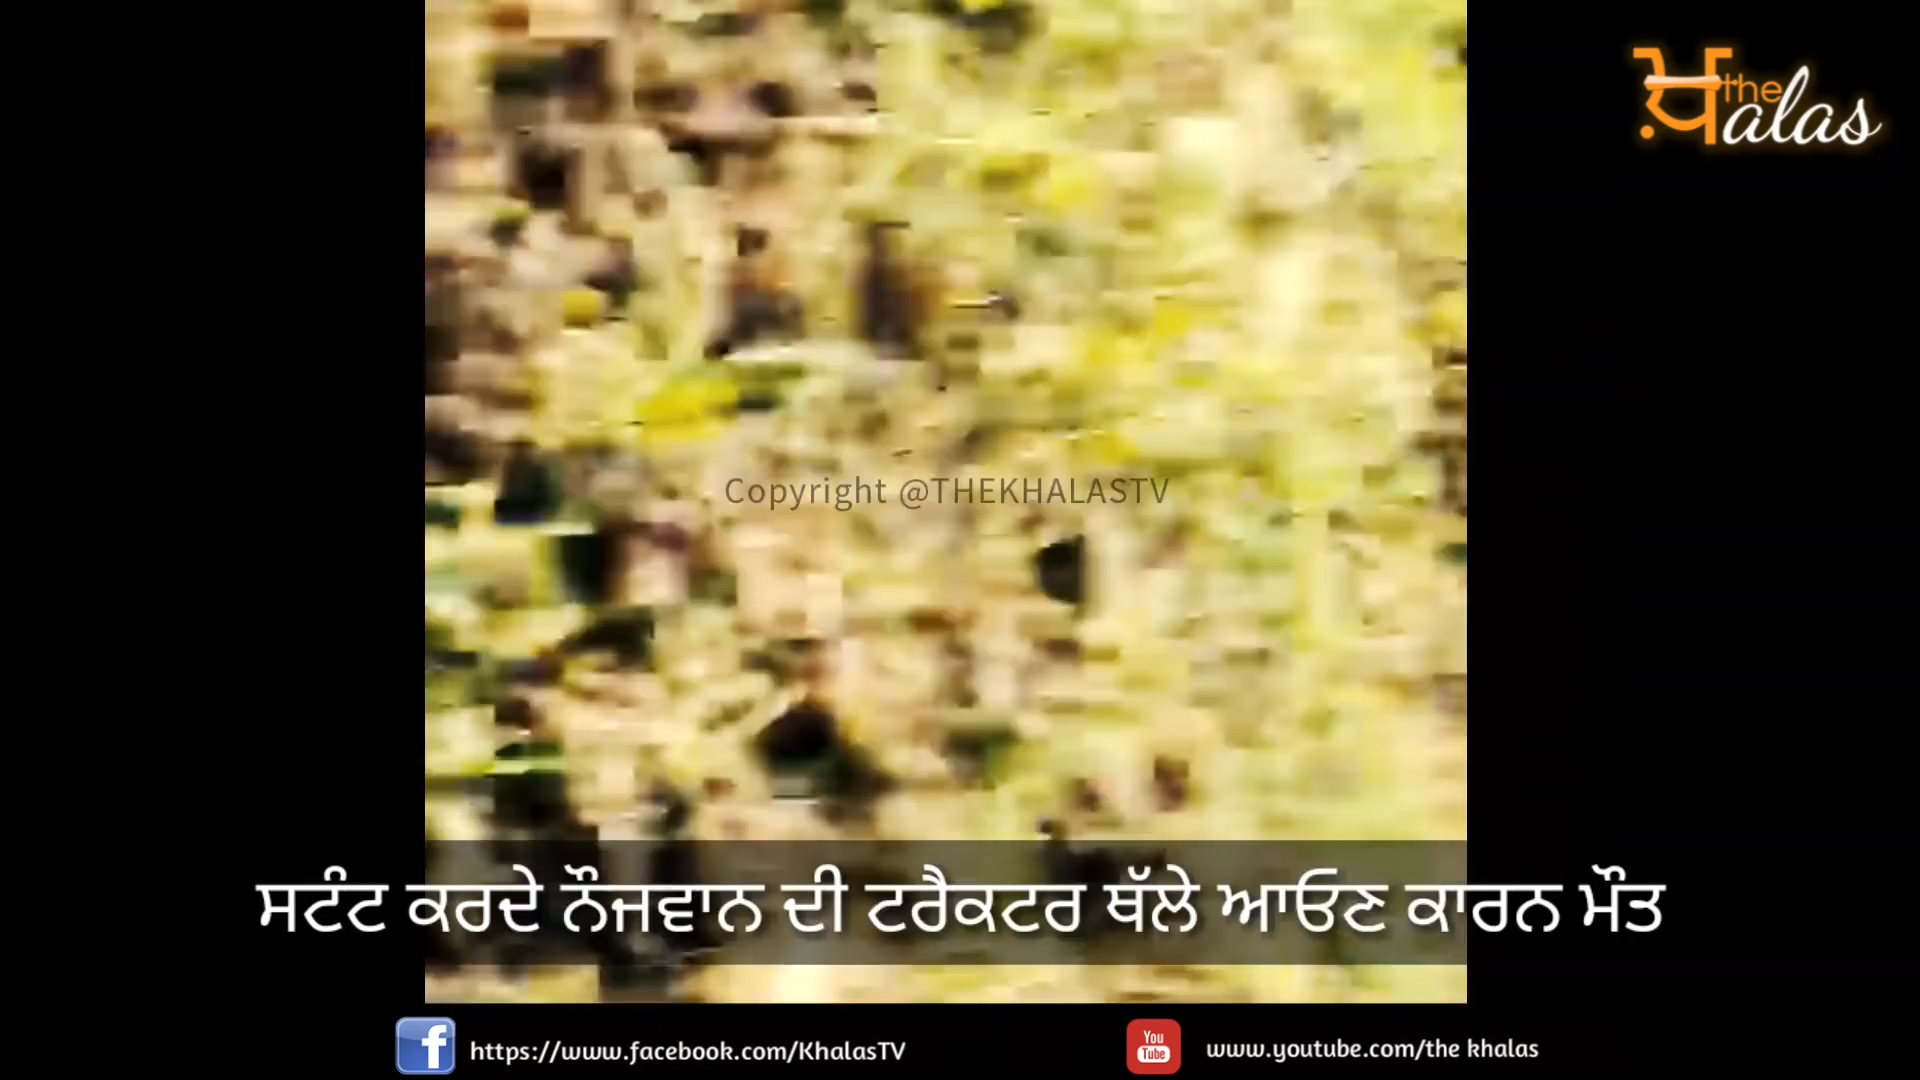 ਖ਼the
alas
Copyright @THEKHALASTV
ਸਟੰਟ ਕਰਦੇ ਨੌਜਵਾਨ ਦੀ ਟਰੈਕਟਰ ਥੱਲੇ ਆਓਣ ਕਾਰਨ ਮੌਤ
f https://www.facebook.com/KhalasTV
You
Tube
www.youtube.com/the khalas